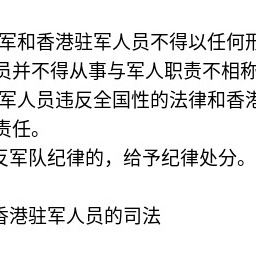 军和香港驻军人员不得以任何形
员并不得从事与军人职责不相称
军人员违反全国性的法律和香港
责任。
反军队纪律的，给予纪律处分。
香港驻军人员的司法